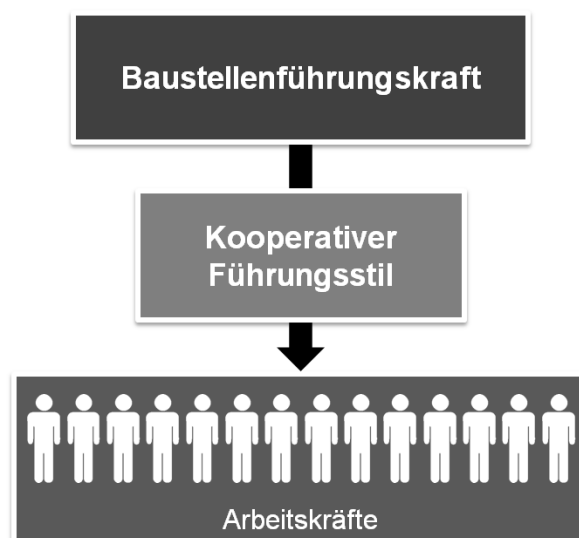 Baustellenführungskraft
Kooperativer
Führungsstil
Arbeitskräfte